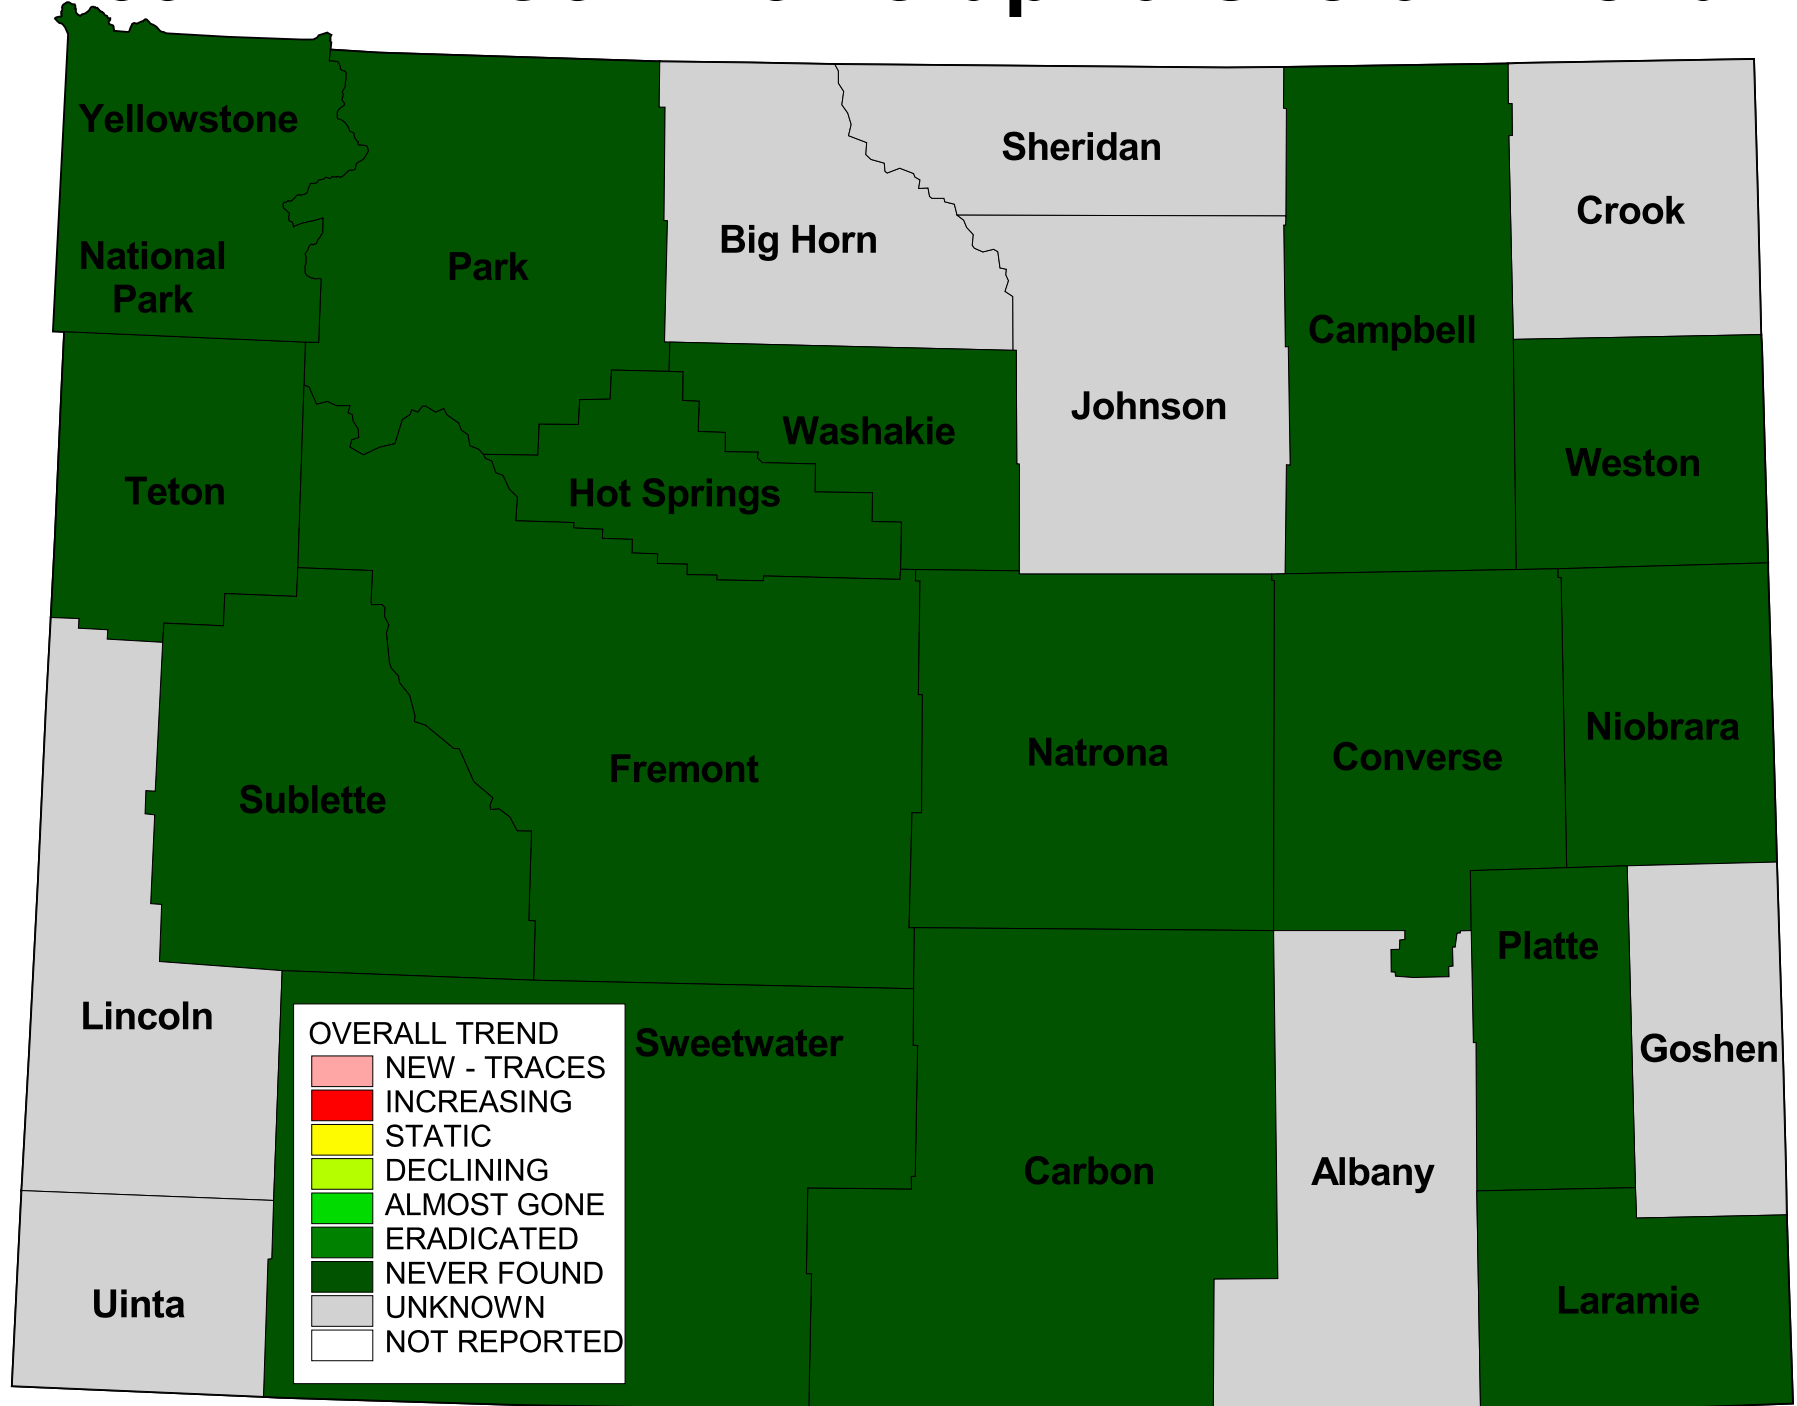 Yellowstone
National
Park
Park
Big Horn
Sheridan
Crook
Johnson
Campbell
Washakie
Hot Springs
Teton
Weston
Fremont
Sublette
Natrona
Converse
Niobrara
Platte
Lincoln
Goshen
Sweetwater
Carbon
Albany
Uinta
Laramie
OVERALL TREND
NEW - TRACES
INCREASING
STATIC
DECLINING
ALMOST GONE
ERADICATED
NEVER FOUND
UNKNOWN
NOT REPORTED